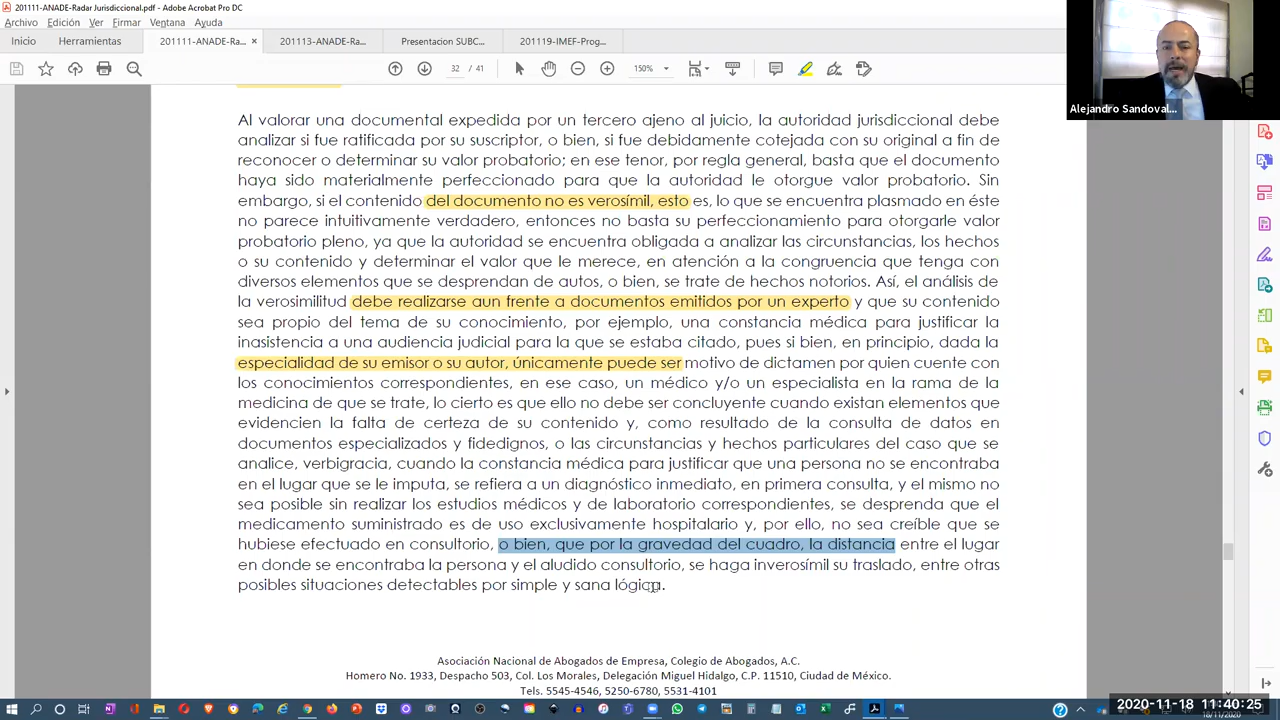 201111-ANADE-Radar Jurisdiccional.pdf - Adobe Acrobat Pro DC
Archivo Edición Ver Firmar Ventana Ayuda
Inicio Herramientas 201111-ANADE-Ra... × 201113-ANADE-Ra... Presentacion SUBC... 201119-IMEF-Prog...
32 150%
Alejandro Sandoval...
Al valorar una documental expedida por un tercero ajeno al juicio, la autoridad jurisdiccional debe
analizar si fue ratificada por su suscriptor, o bien, si fue debidamente cotejada con su original a fin de
reconocer o determinar su valor probatorio; en ese tenor, por regla general, basta que el documento
haya sido materialmente perfeccionado para que la autoridad le otorgue valor probatorio. Sin
embargo, si el contenido del documento no es verosímil, esto es, lo que se encuentra plasmado en éste
no parece intuitivamente verdadero, entonces no basta su perfeccionamiento para otorgarle valor
probatorio pleno, ya que la autoridad se encuentra obligada a analizar las circunstancias, los hechos
o su contenido y determinar el valor que le merece, en atención a la congruencia que tenga con
diversos elementos que se desprendan de autos, o bien, se trate de hechos notorios. Así, el análisis de
la verosimilitud debe realizarse aun frente a documentos emitidos por un experto y que su contenido
sea propio del tema de su conocimiento, por ejemplo, una constancia médica para justificar la
inasistencia a una audiencia judicial para la que se estaba citado, pues si bien, en principio, dada la
especialidad de su emisor o su autor, únicamente puede ser motivo de dictamen por quien cuente con
los conocimientos correspondientes, en ese caso, un médico y/o un especialista en la rama de la
medicina de que se trate, lo cierto es que ello no debe ser concluyente cuando existan elementos que
evidencien la falta de certeza de su contenido y, como resultado de la consulta de datos en
documentos especializados y fidedignos, o las circunstancias y hechos particulares del caso que se
analice, verbigracia, cuando la constancia médica para justificar que una persona no se encontraba
en el lugar que se le imputa, se refiera a un diagnóstico inmediato, en primera consulta, y el mismo no
sea posible sin realizar los estudios médicos y de laboratorio correspondientes, se desprenda que el
medicamento suministrado es de uso exclusivamente hospitalario y, por ello, no sea creíble que se
hubiese efectuado en consultorio, o bien, que por la gravedad del cuadro, la distancia entre el lugar
en donde se encontraba la persona y el aludido consultorio, se haga inverosímil su traslado, entre otras
posibles situaciones detectables por simple y sana lógica.
Asociación Nacional de Abogados de Empresa, Colegio de Abogados, A.C.
Homero No. 1933, Despacho 503, Col. Los Morales, Delegación Miguel Hidalgo, C.P. 11510, Ciudad de México.
Tels. 5545-4546, 5250-6780, 5531-4101
2020-11-18 11:40:25
18/11/2020